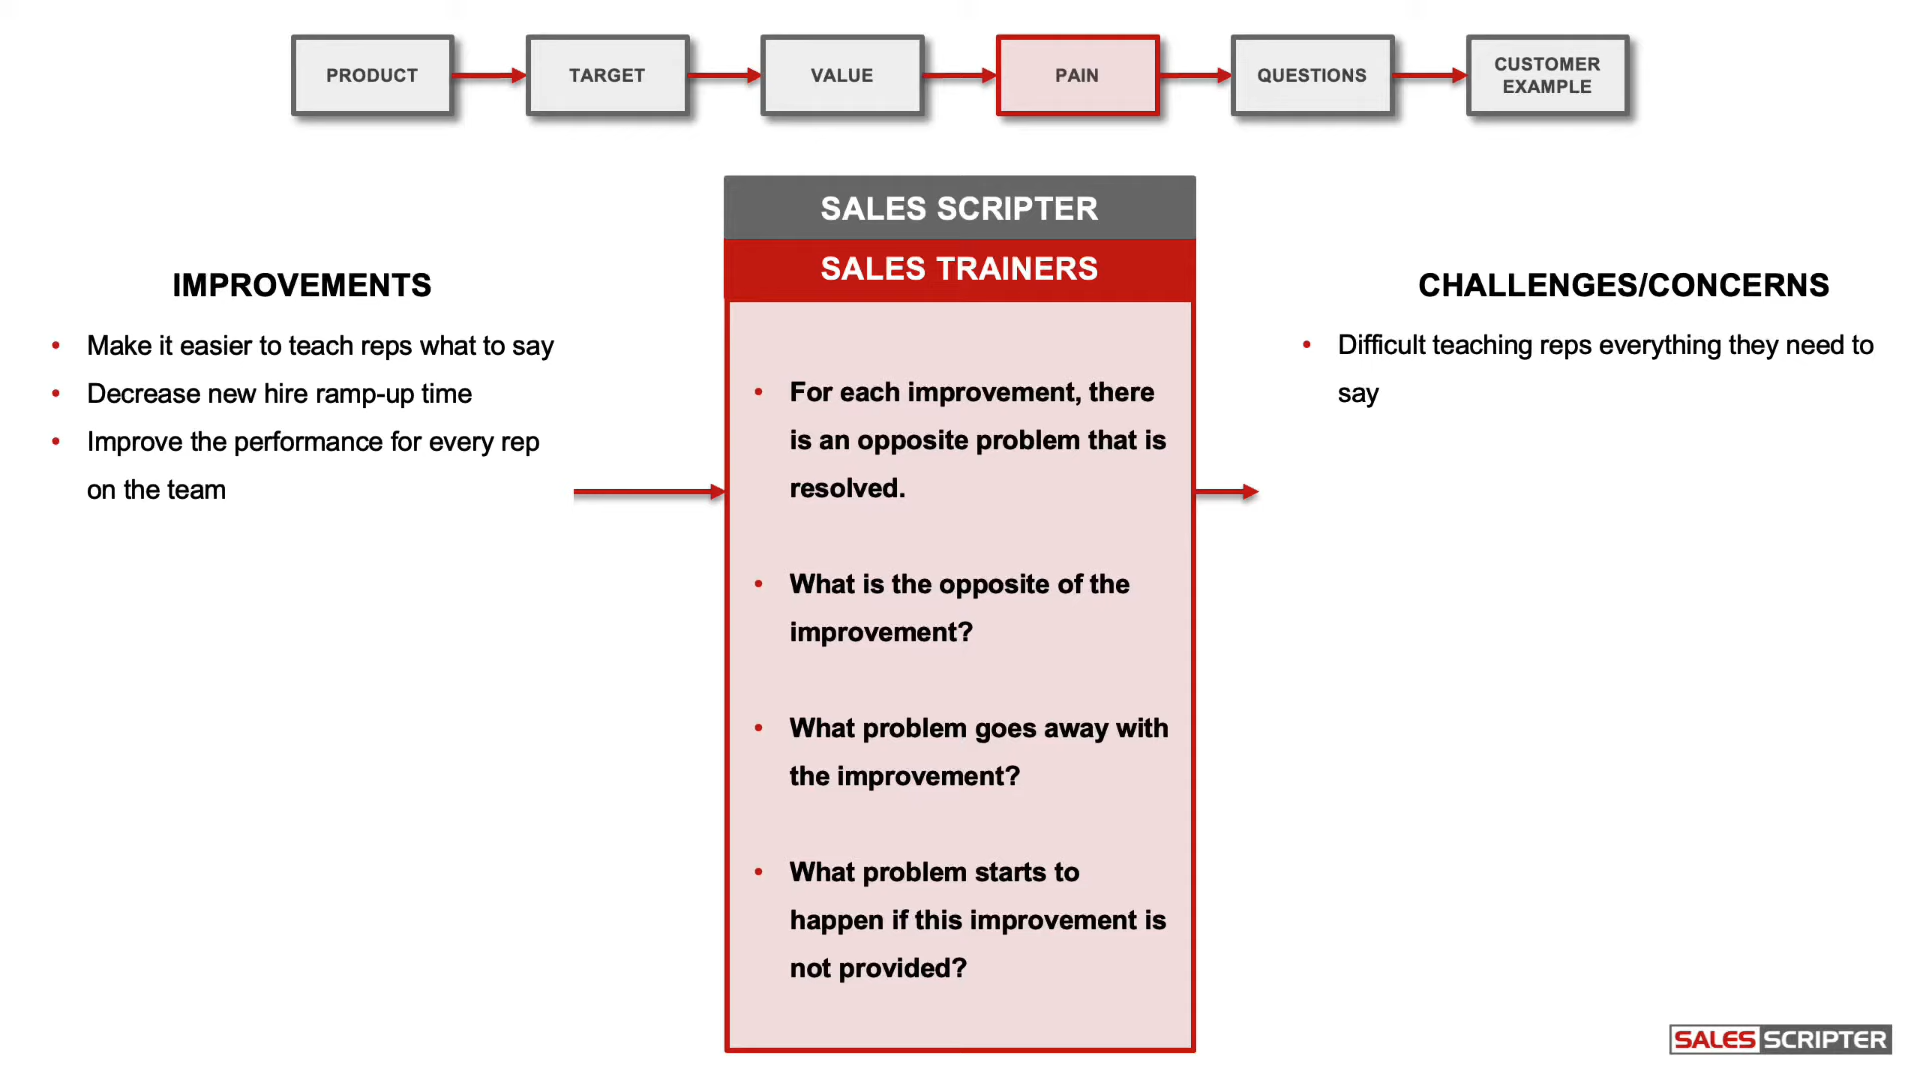 PRODUCT
TARGET
VALUE
PAIN
QUESTIONS
CUSTOMER
EXAMPLE
SALES SCRIPTER
SALES TRAINERS
IMPROVEMENTS
• Make it easier to teach reps what to say
• Decrease new hire ramp-up time
• Improve the performance for every rep
on the team
• For each improvement, there
is an opposite problem that is
resolved.
• What is the opposite of the
improvement?
• What problem goes away with
the improvement?
• What problem starts to
happen if this improvement is
not provided?
CHALLENGES/CONCERNS
• Difficult teaching reps everything they need to
say
SALES SCRIPTER